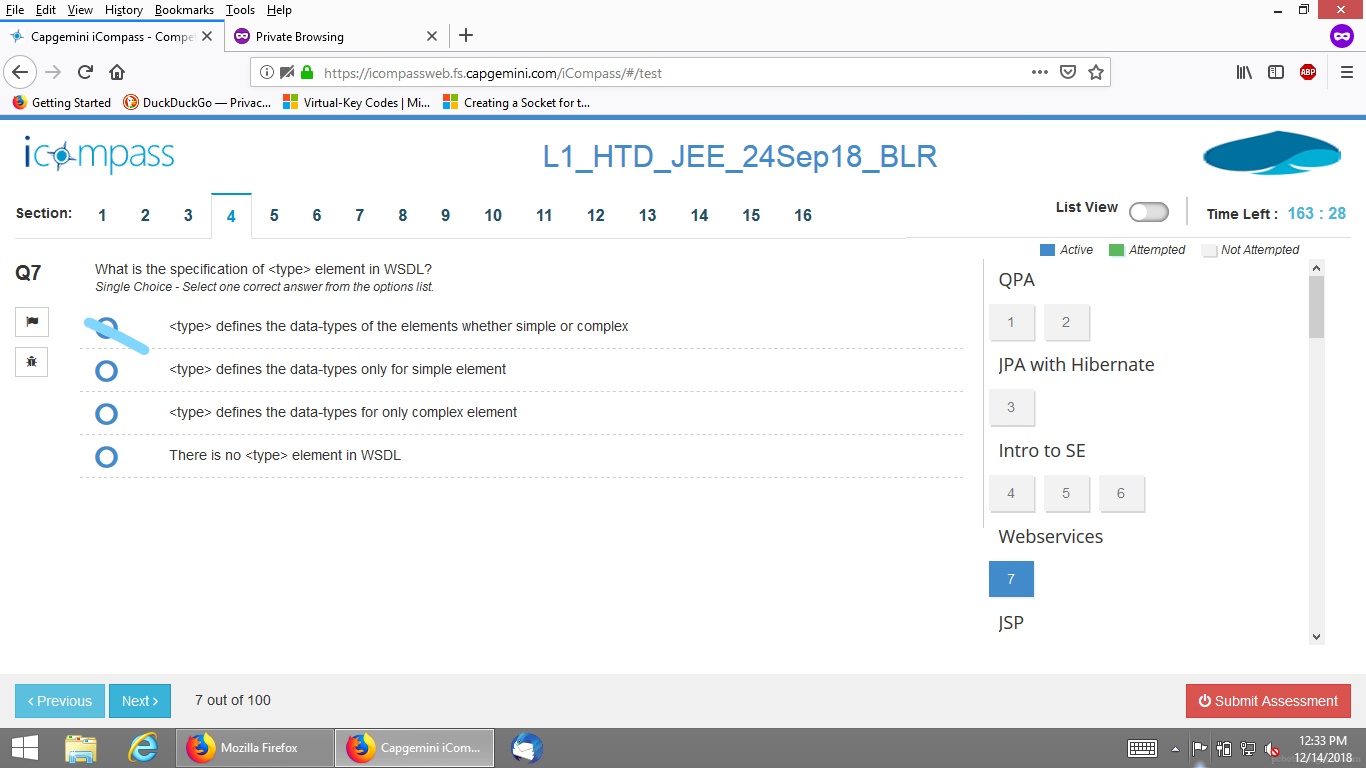 File Edit View History Bookmarks Tools Help
Capgemini iCompass - Compe
Private Browsing
https://icompassweb.fs.capgemini.com/iCompass/#/test
ABP
Getting Started
DuckDuckGo — Privac...
Virtual-Key Codes | Mi...
Creating a Socket for t...
icompass
L1_HTD_JEE_24Sep18_BLR
Section: 1 2 3 4 5 6 7 8 9 10 11 12 13 14 15 16
List View
Time Left : 163 : 28
Active Attempted Not Attempted
Q7
What is the specification of <type> element in WSDL?
Single Choice - Select one correct answer from the options list.
<type> defines the data-types of the elements whether simple or complex
<type> defines the data-types only for simple element
<type> defines the data-types for only complex element
There is no <type> element in WSDL
QPA
1 2
JPA with Hibernate
3
Intro to SE
4 5 6
Webservices
7
JSP
‹ Previous
Next ›
7 out of 100
Submit Assessment
Mozilla Firefox
Capgemini iCom...
12:33 PM
12/14/2018